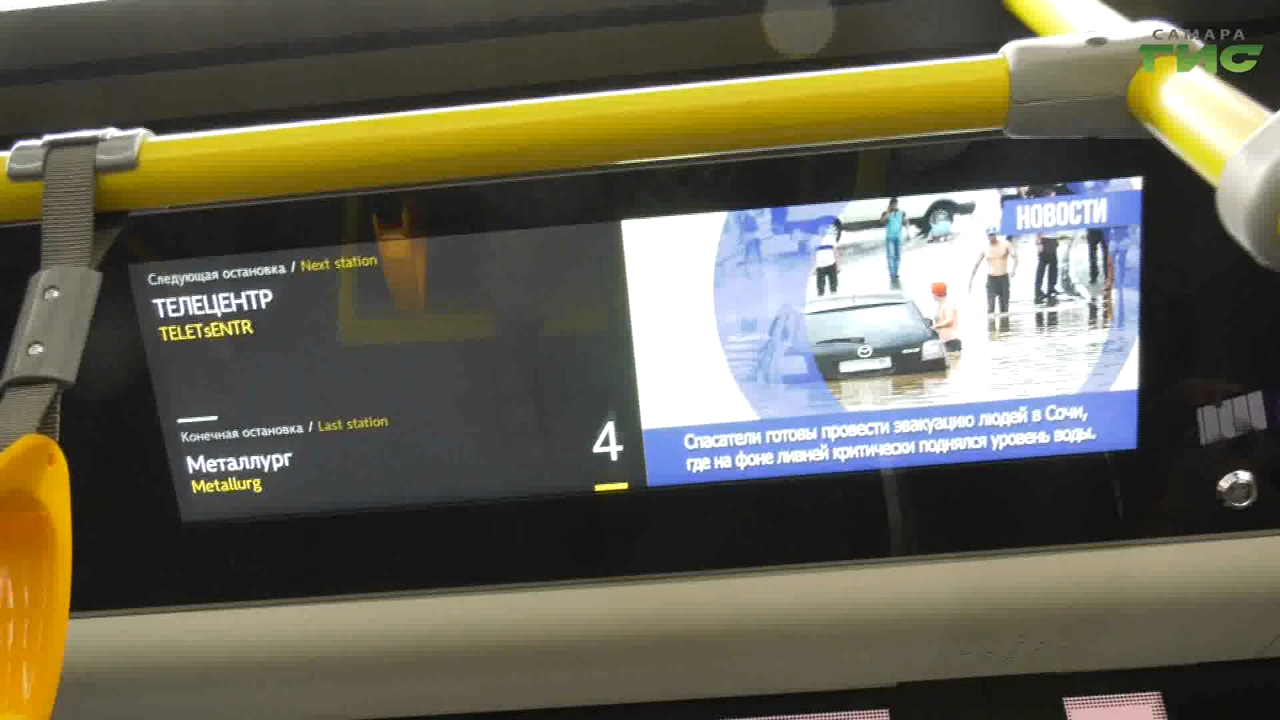 САМАРА
ГИС
Следующая остановка / Next station
ТЕЛЕЦЕНТР
TELETsENTR
Конечная остановка / Last station
Металлург
Metallurg
4
НОВОСТИ
Спасатели готовы провести эвакуацию людей в Сочи,
где на фоне ливней критически поднялся уровень воды.